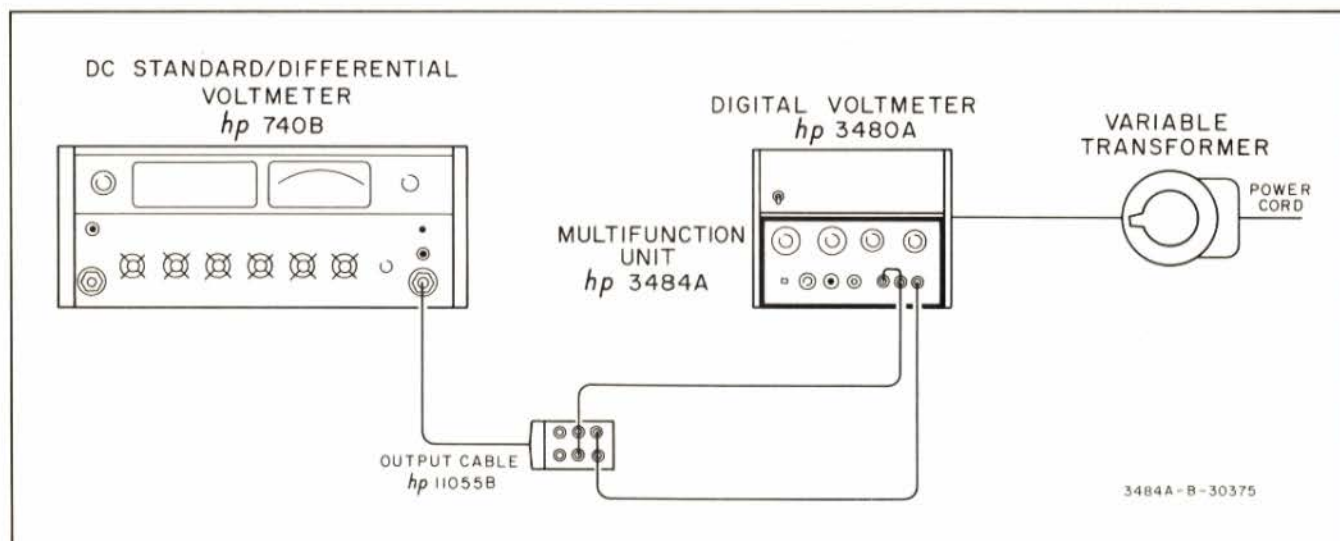 DC STANDARD/DIFFERENTIAL
VOLTMETER
hp 740B
DIGITAL VOLTMETER
hp 3480A
VARIABLE
TRANSFORMER
POWER
CORD
MULTIFUNCTION
UNIT
hp 3484A
OUTPUT CABLE
hp 11055B
3484A-B-30375